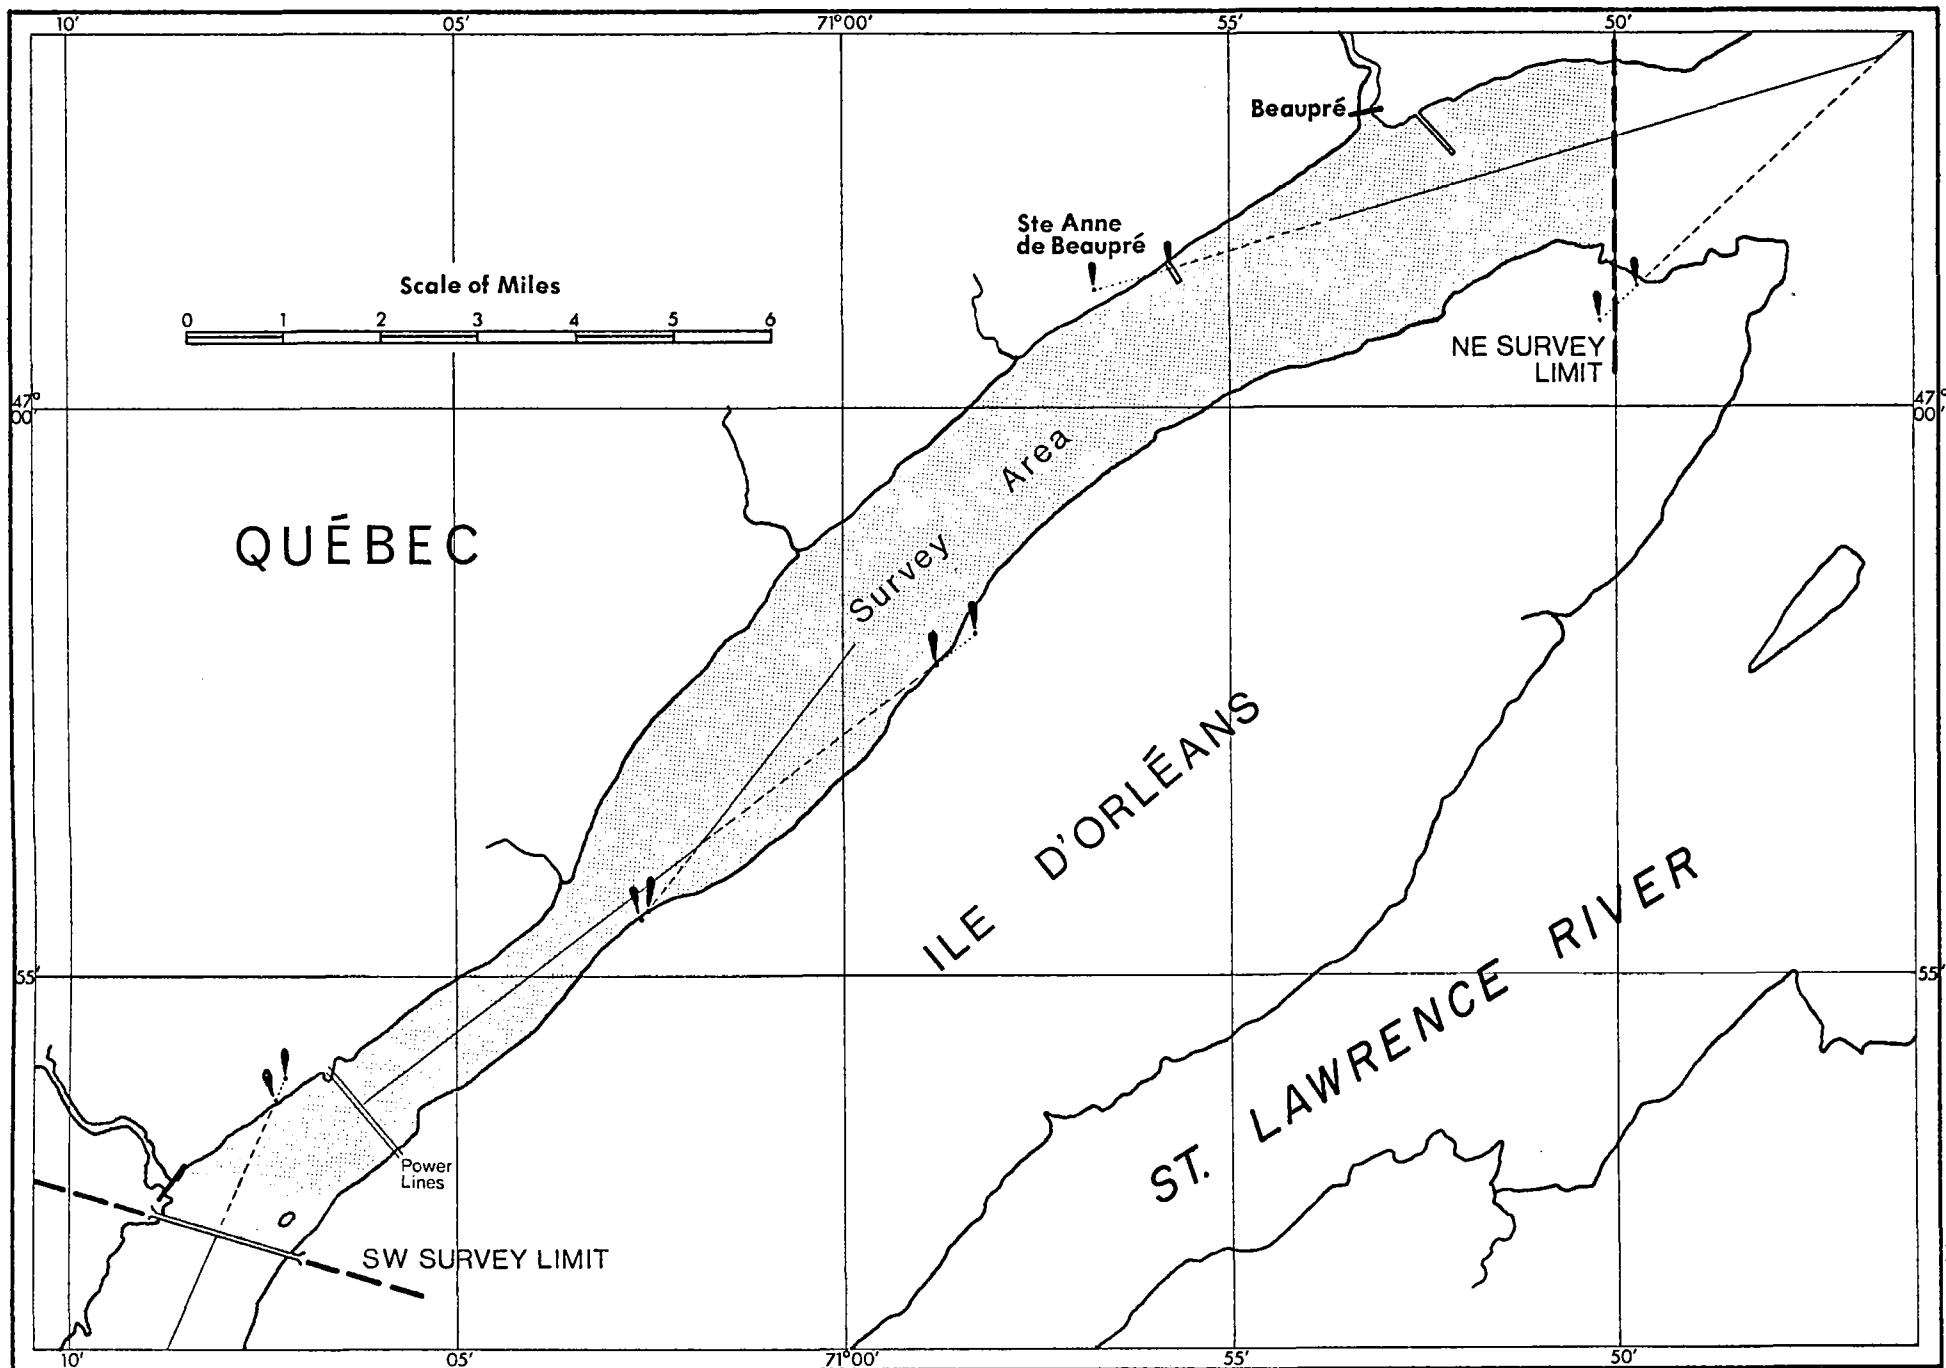 10′ 05′ 71°00′ 55′ 50′
Beaupré
Ste Anne
de Beaupré
Scale of Miles
0 1 2 3 4 5 6
NE SURVEY
LIMIT
47°
00′
47°
00′
Survey Area
QUÉBEC
ILE D'ORLÉANS
ST. LAWRENCE RIVER
55′
55′
Power
Lines
SW SURVEY LIMIT
10′ 05′ 71°00′ 55′ 50′